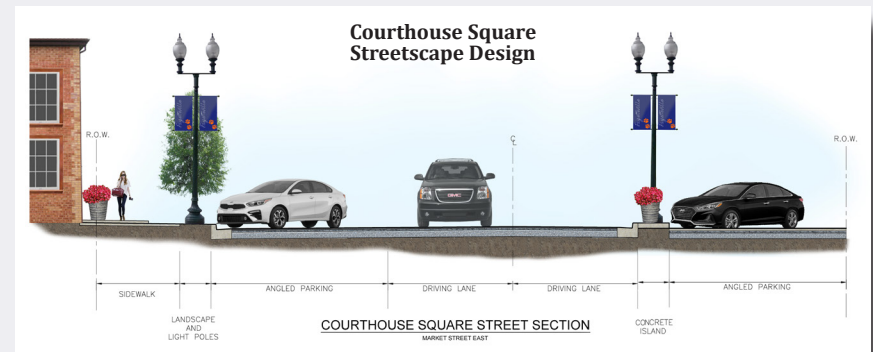 Courthouse Square
Streetscape Design
R.O.W.
C
L
R.O.W.
GMC
SIDEWALK
LANDSCAPE
AND
LIGHT POLES
ANGLED PARKING
DRIVING LANE
DRIVING LANE
CONCRETE
ISLAND
ANGLED PARKING
COURTHOUSE SQUARE STREET SECTION
MARKET STREET EAST